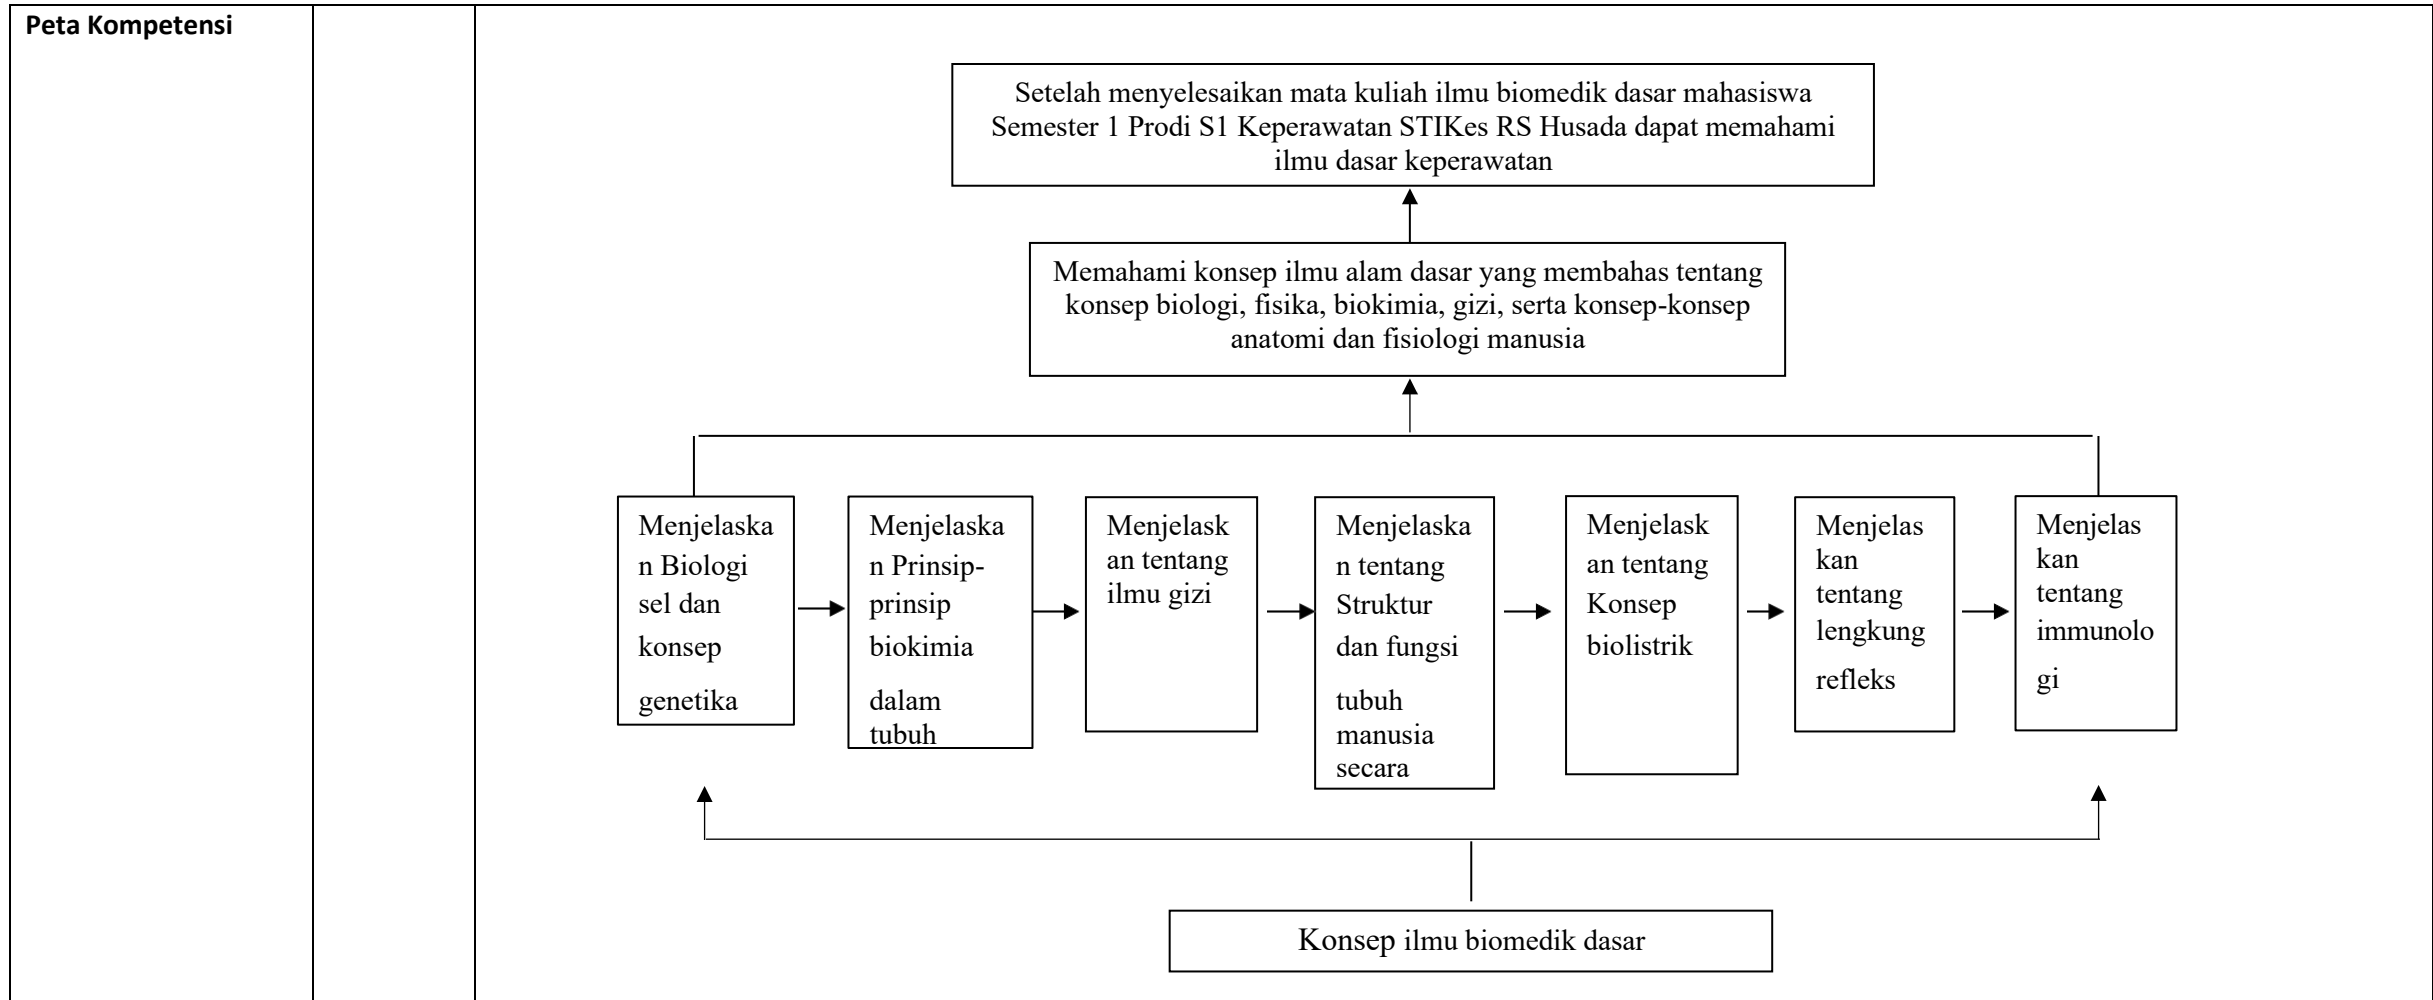 Peta Kompetensi
Setelah menyelesaikan mata kuliah ilmu biomedik dasar mahasiswa
Semester 1 Prodi S1 Keperawatan STIKes RS Husada dapat memahami
ilmu dasar keperawatan
Memahami konsep ilmu alam dasar yang membahas tentang
konsep biologi, fisika, biokimia, gizi, serta konsep-konsep
anatomi dan fisiologi manusia
Menjelaska
n Biologi
sel dan
konsep
genetika
Menjelaska
n Prinsip-
prinsip
biokimia
dalam
tubuh
Menjelask
an tentang
ilmu gizi
Menjelaska
n tentang
Struktur
dan fungsi
tubuh
manusia
secara
Menjelask
an tentang
Konsep
biolistrik
Menjelas
kan
tentang
lengkung
refleks
Menjelas
kan
tentang
immunolo
gi
Konsep ilmu biomedik dasar